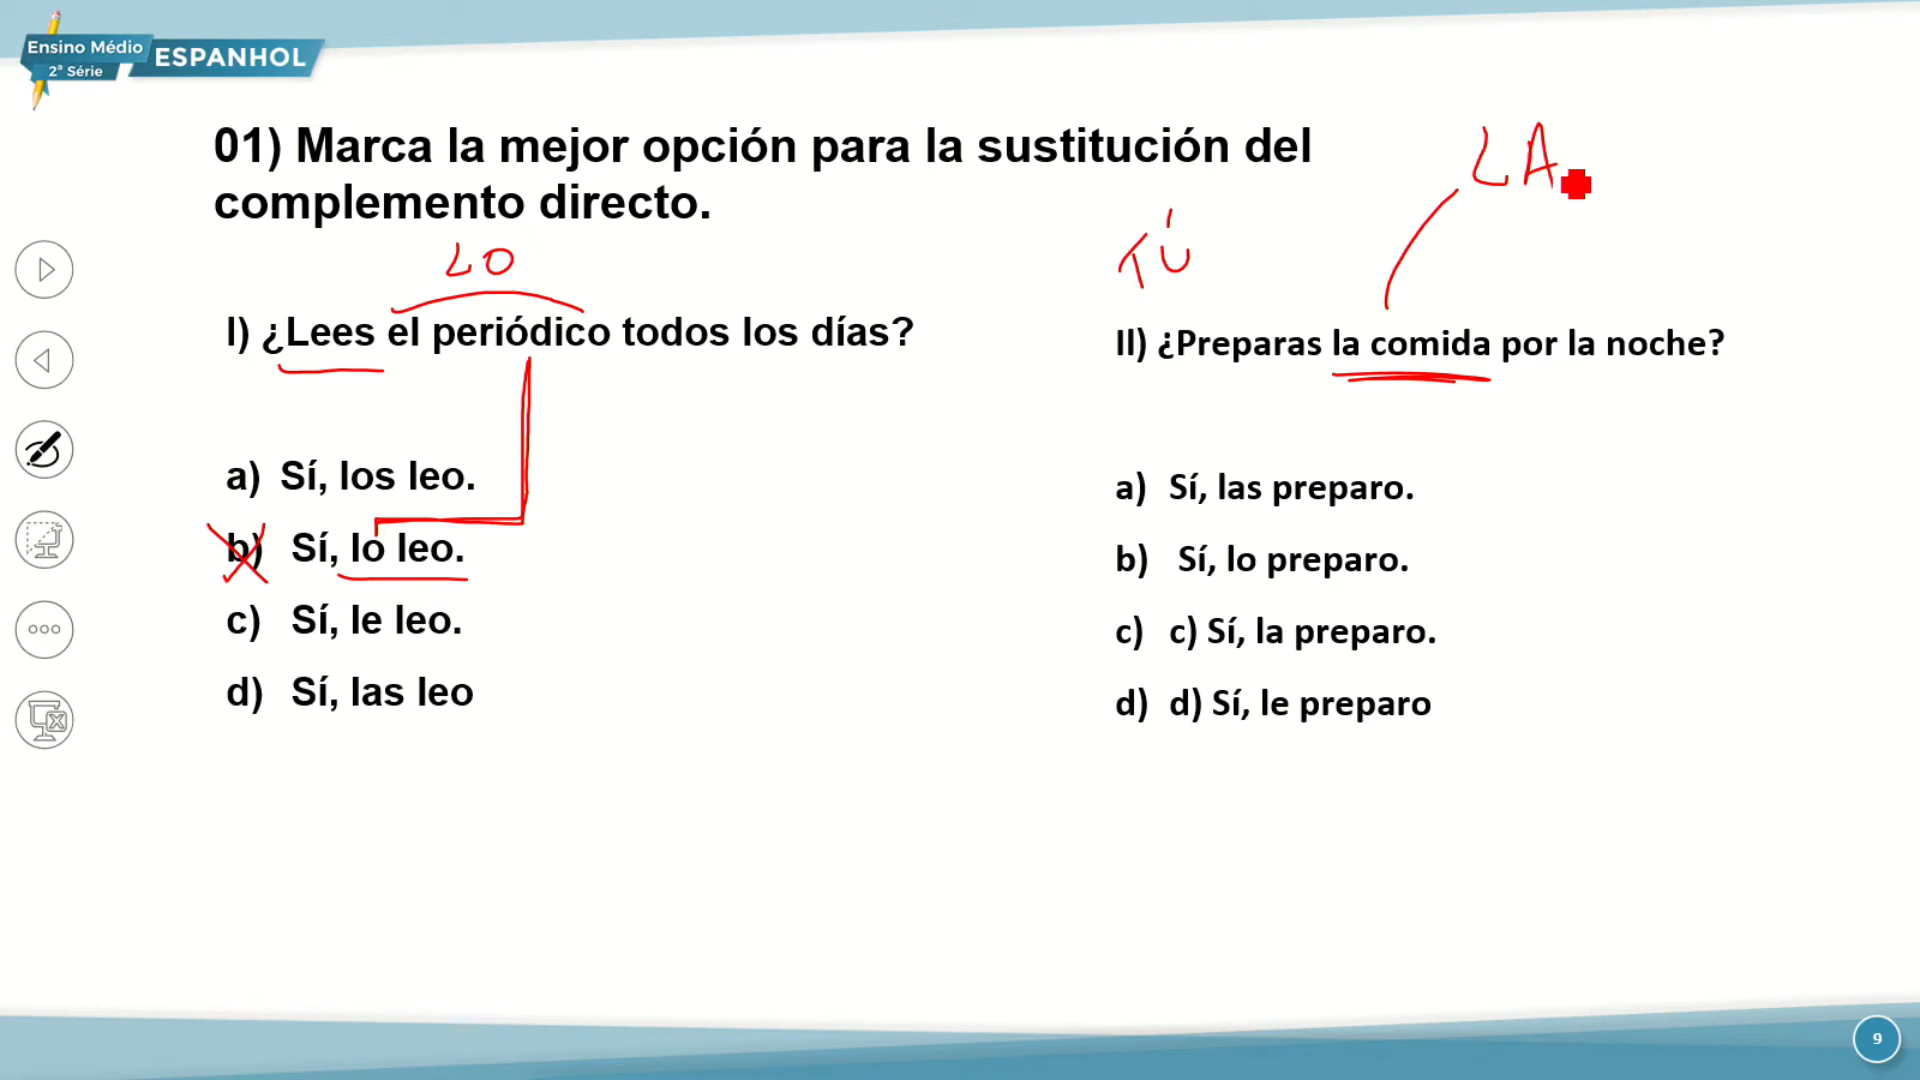 Ensino Médio
2ª Série
ESPANHOL
01) Marca la mejor opción para la sustitución del
complemento directo.
LO
I) ¿Lees el periódico todos los días?
a) Sí, los leo.
b) Sí, lo leo.
c) Sí, le leo.
d) Sí, las leo
LA
TÚ
II) ¿Preparas la comida por la noche?
a) Sí, las preparo.
b) Sí, lo preparo.
c) c) Sí, la preparo.
d) d) Sí, le preparo
9